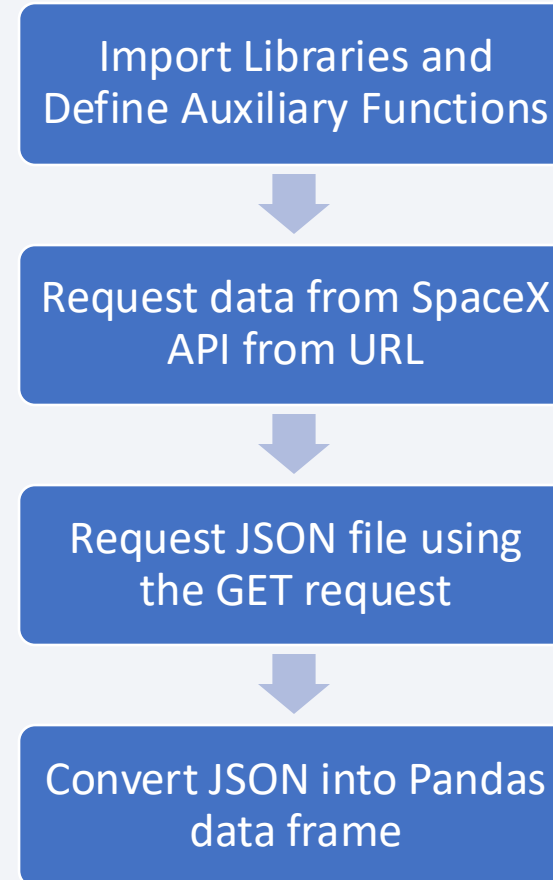 Import Libraries and
Define Auxiliary Functions
Request data from SpaceX
API from URL
Request JSON file using
the GET request
Convert JSON into Pandas
data frame